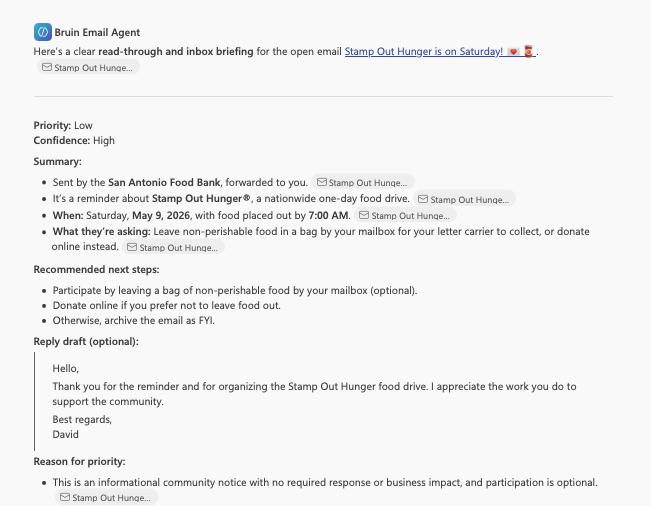 Bruin Email Agent
Here's a clear read-through and inbox briefing for the open email Stamp Out Hunger is on Saturday! 💌 🥫 .
Stamp Out Hunge...
Priority: Low
Confidence: High
Summary:
• Sent by the San Antonio Food Bank, forwarded to you. Stamp Out Hunge...
• It's a reminder about Stamp Out Hunger®, a nationwide one-day food drive. Stamp Out Hunge...
• When: Saturday, May 9, 2026, with food placed out by 7:00 AM. Stamp Out Hunge...
• What they're asking: Leave non-perishable food in a bag by your mailbox for your letter carrier to collect, or donate
online instead. Stamp Out Hunge...
Recommended next steps:
• Participate by leaving a bag of non-perishable food by your mailbox (optional).
• Donate online if you prefer not to leave food out.
• Otherwise, archive the email as FYI.
Reply draft (optional):
Hello,
Thank you for the reminder and for organizing the Stamp Out Hunger food drive. I appreciate the work you do to
support the community.
Best regards,
David
Reason for priority:
• This is an informational community notice with no required response or business impact, and participation is optional.
Stamp Out Hunge...